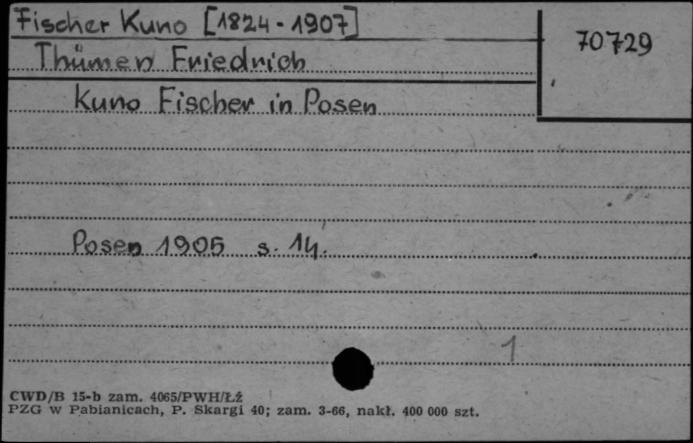 Fischer Kuno [1824-1907]
70729
Thümen Friedrich
Kuno Fischer in Posen
Posen 1905 s. 14.
1
CWD/B 15-b zam. 4065/PWH/ŁŹ
PZG w Pabianicach, P. Skargi 40; zam. 3-66, nakł. 400 000 szt.